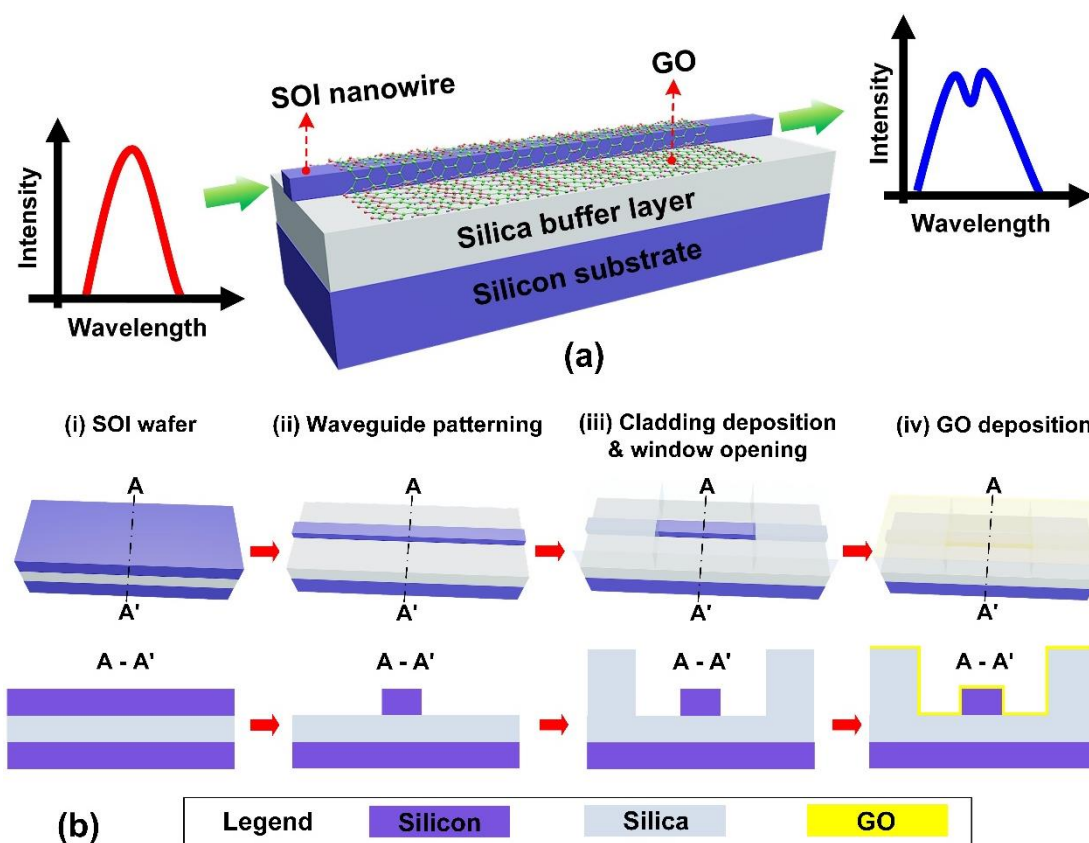 SOI nanowire
GO
Intensity
Wavelength
Silica buffer layer
Silicon substrate
Intensity
Wavelength
(a)
(i) SOI wafer
(ii) Waveguide patterning
(iii) Cladding deposition
& window opening
(iv) GO deposition
A
A
A
A
A'
A'
A'
A'
A - A'
A - A'
A - A'
A - A'
(b)
Legend
Silicon
Silica
GO